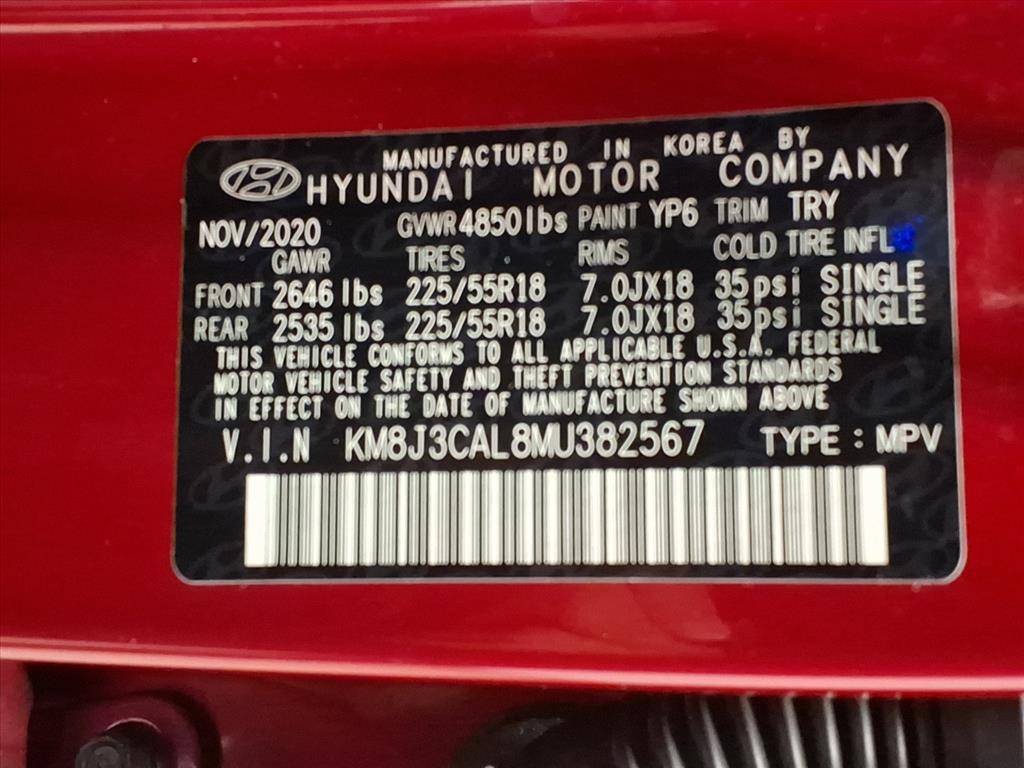 MANUFACTURED IN KOREA BY
HYUNDAI MOTOR COMPANY
NOV/2020 GVWR 4850 lbs PAINT YP6 TRIM TRY
GAWR TIRES RIMS COLD TIRE INFL
FRONT 2646 lbs 225/55R18 7.0JX18 35psi SINGLE
REAR 2535 lbs 225/55R18 7.0JX18 35psi SINGLE
THIS VEHICLE CONFORMS TO ALL APPLICABLE U.S.A. FEDERAL
MOTOR VEHICLE SAFETY AND THEFT PREVENTION STANDARDS
IN EFFECT ON THE DATE OF MANUFACTURE SHOWN ABOVE
V.I.N KM8J3CAL8MU382567 TYPE : MPV